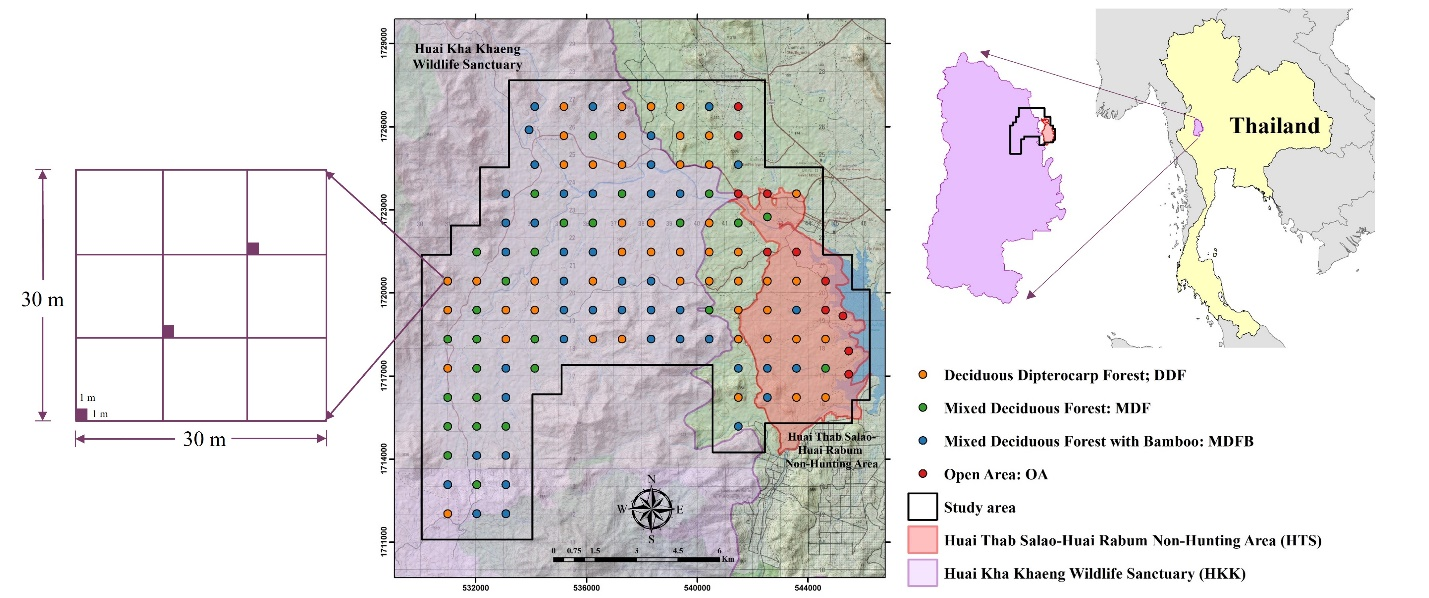 30 m
1 m
1 m
30 m
Huai Kha Khaeng
Wildlife Sanctuary
1729000
1726000
1723000
1720000
1717000
1714000
1711000
Huai Thab Salao-
Huai Rabum
Non-Hunting Area
N
W
E
S
0 0.75 1.5 3 4.5 6
Km
532000 536000 540000 544000
Thailand
Deciduous Dipterocarp Forest; DDF
Mixed Deciduous Forest: MDF
Mixed Deciduous Forest with Bamboo: MDFB
Open Area: OA
Study area
Huai Thab Salao-Huai Rabum Non-Hunting Area (HTS)
Huai Kha Khaeng Wildlife Sanctuary (HKK)